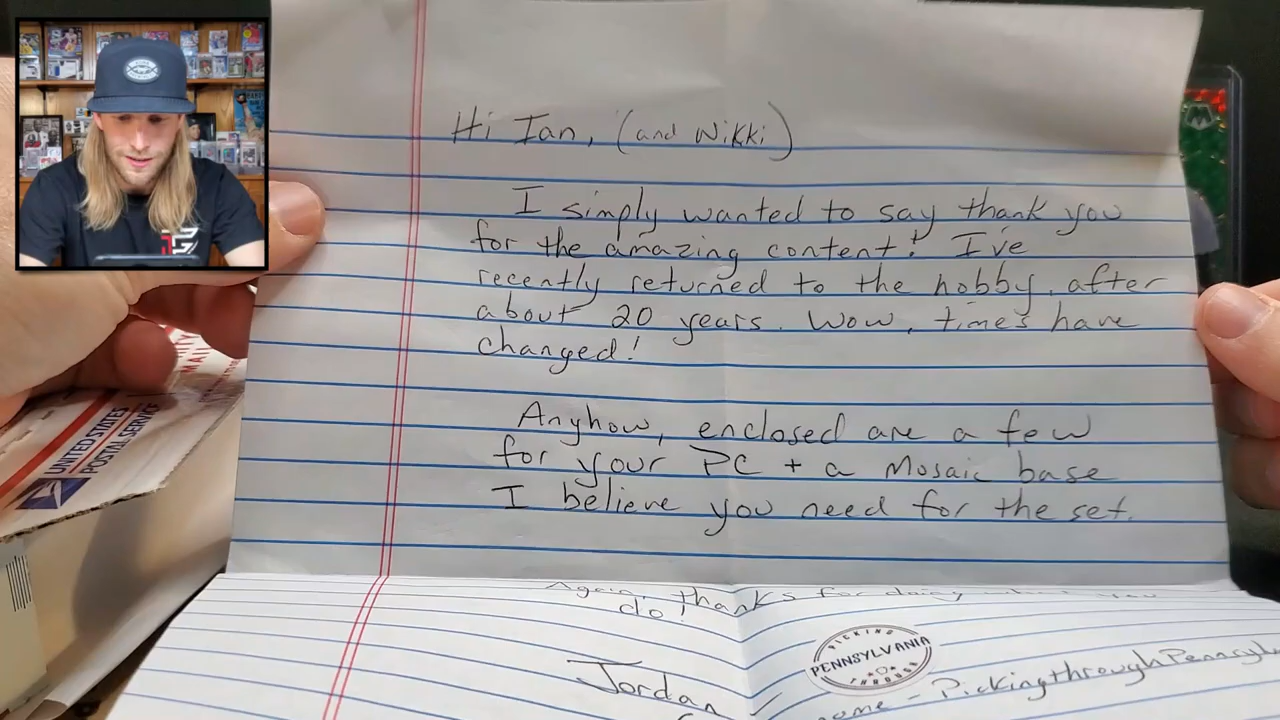 Hi Ian, (and Nikki)
I simply wanted to say thank you
for the amazing content! I've
recently returned to the hobby, after
about 20 years. Wow, times have
changed!
Anyhow, enclosed are a few
for your PC + a Mosaic base
I believe you need for the set.
Again, thanks for doing what you
do!
Jordan
PICKING
PENNSYLVANIA
THROUGH
UNITED STATES
POSTAL SERVICE
MAIL